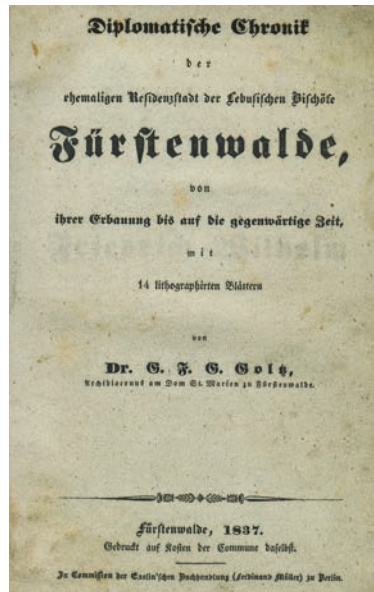 Diplomatische Chronik
der
ehemaligen Residenzstadt der Lebusischen Bischöfe
Fürstenwalde,
von
ihrer Erbauung bis auf die gegenwärtige Zeit,
mit
14 lithographirten Blättern
von
Dr. G. F. G. Goltz,
Archidiaconus am Dom St. Marien zu Fürstenwalde.
Fürstenwalde, 1837.
Gedruckt auf Kosten der Commune daselbst.
In Commission der Enslin'schen Buchhandlung (Ferdinand Müller) zu Berlin.